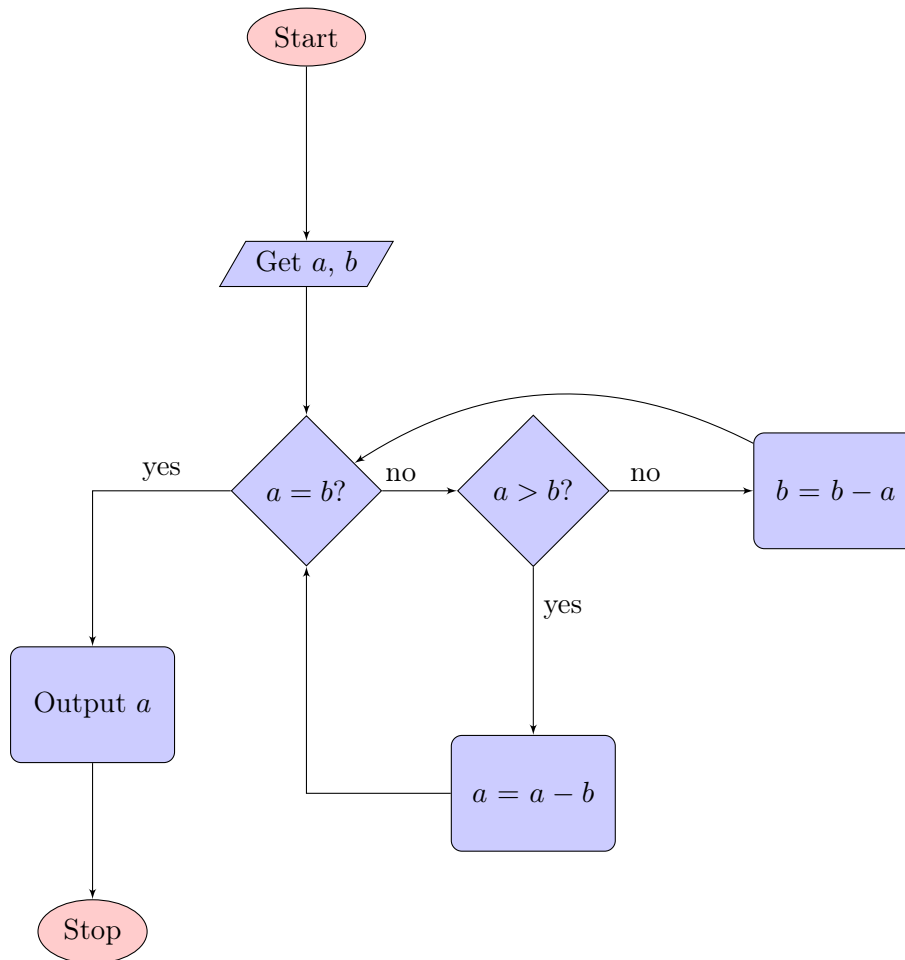 Start
Get a, b
yes
a = b?
no
a > b?
no
b = b − a
yes
Output a
a = a − b
Stop